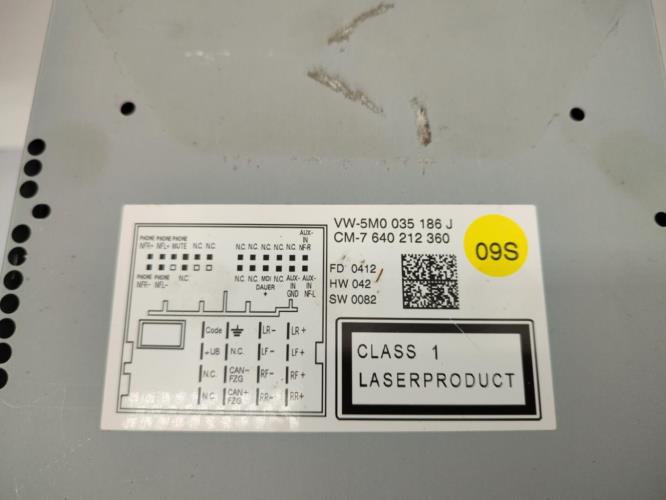 VW-5M0 035 186 J
CM-7 640 212 360
FD 0412
HW 042
SW 0082
09S
CLASS 1
LASERPRODUCT
PHONE PHONE PHONE
NFR+ NFL+ MUTE N.C. N.C.
AUX-
IN
N.C. N.C. N.C. N.C. N.C. NF-R
PHONE PHONE
NFR- NFL- N.C.
N.C. N.C. MDI N.C. AUX- AUX-
DAUER IN IN
+ GND NF-L
Code LR- LR+
+UB N.C. LF- LF+
N.C. CAN- RF- RF+
FZG
N.C. CAN+ RR- RR+
FZG